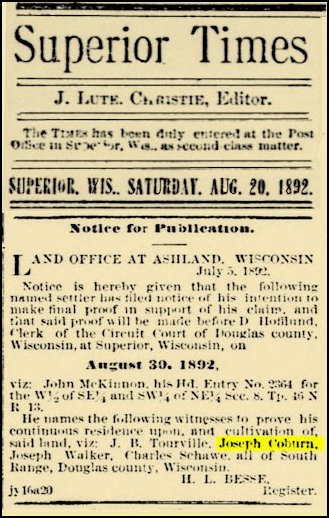 Superior Times
J. LUTE. CHRISTIE, Editor.
The TIMES has been duly entered at the Post
Office in Superior, Wis., as second class matter.
SUPERIOR, WIS., SATURDAY, AUG. 20, 1892.
Notice for Publication.
LAND OFFICE AT ASHLAND, WISCONSIN
July 5, 1892.
Notice is hereby given that the following
named settler has filed notice of his intention to
make final proof in support of his claim, and
that said proof will be made before D Hoflund,
Clerk of the Circuit Court of Douglas county,
Wisconsin, at Superior, Wisconsin, on
August 30, 1892,
viz: John McKinnon, his Hd. Entry No. 2364 for
the W½ of SE¼ and SW¼ of NE¼ Sec. 8, Tp. 46 N
R 13.
He names the following witnesses to prove his
continuous residence upon, and cultivation of,
said land, viz: J. B. Tourville, Joseph Coburn,
Joseph Walker, Charles Schawe, all of South
Range, Douglas county, Wisconsin.
H. L. BESSE,
jy16a20 Register.